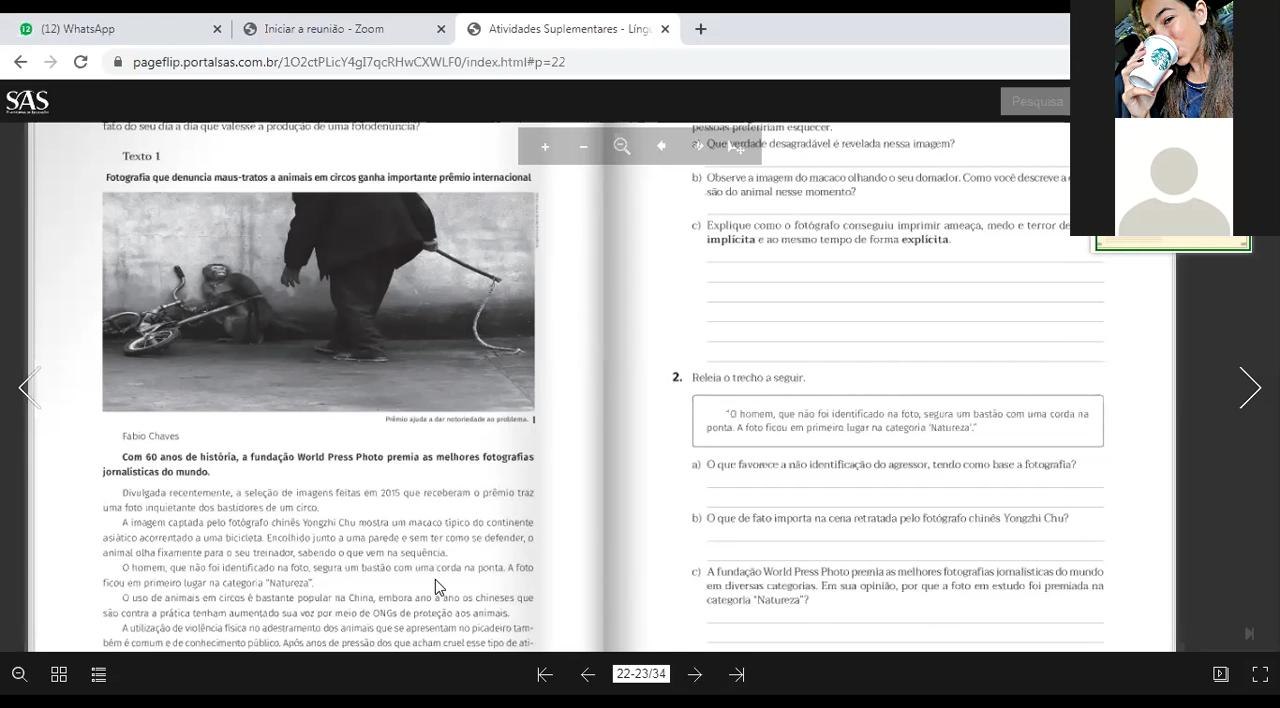 (12) WhatsApp
Iniciar a reunião - Zoom
Atividades Suplementares - Língu
pageflip.portalsas.com.br/1O2ctPLicY4gI7qcRHwCXWLF0/index.html#p=22
SAS
Pesquisa
fato do seu dia a dia que valesse a produção de uma fotodenúncia?
Texto 1
Fotografia que denuncia maus-tratos a animais em circos ganha importante prêmio internacional
Prêmio ajuda a dar notoriedade ao problema.
Fabio Chaves
Com 60 anos de história, a fundação World Press Photo premia as melhores fotografias
jornalísticas do mundo.
Divulgada recentemente, a seleção de imagens feitas em 2015 que receberam o prêmio traz
uma foto inquietante dos bastidores de um circo.
A imagem captada pelo fotógrafo chinês Yongzhi Chu mostra um macaco típico do continente
asiático acorrentado a uma bicicleta. Encolhido junto a uma parede e sem ter como se defender, o
animal olha fixamente para o seu treinador, sabendo o que vem na sequência.
O homem, que não foi identificado na foto, segura um bastão com uma corda na ponta. A foto
ficou em primeiro lugar na categoria "Natureza".
O uso de animais em circos é bastante popular na China, embora ano a ano os chineses que
são contra a prática tenham aumentado sua voz por meio de ONGs de proteção aos animais.
A utilização de violência física no adestramento dos animais que se apresentam no picadeiro tam-
bém é comum e de conhecimento público. Após anos de pressão dos que acham cruel esse tipo de ati-
pessoas prefeririam esquecer.
a) Que verdade desagradável é revelada nessa imagem?
b) Observe a imagem do macaco olhando o seu domador. Como você descreve a
são do animal nesse momento?
c) Explique como o fotógrafo conseguiu imprimir ameaça, medo e terror de
implícita e ao mesmo tempo de forma explícita.
2. Releia o trecho a seguir.
"O homem, que não foi identificado na foto, segura um bastão com uma corda na
ponta. A foto ficou em primeiro lugar na categoria 'Natureza'."
a) O que favorece a não identificação do agressor, tendo como base a fotografia?
b) O que de fato importa na cena retratada pelo fotógrafo chinês Yongzhi Chu?
c) A fundação World Press Photo premia as melhores fotografias jornalísticas do mundo
em diversas categorias. Em sua opinião, por que a foto em estudo foi premiada na
categoria "Natureza"?
22-23/34